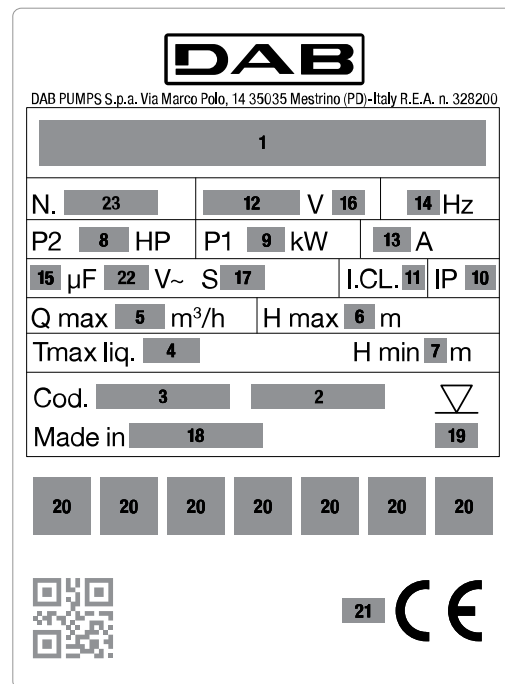 DAB
DAB PUMPS S.p.a. Via Marco Polo, 14 35035 Mestrino (PD)-Italy R.E.A. n. 328200
1
N. 23 12 V 16 14 Hz
P2 8 HP P1 9 kW 13 A
15 µF 22 V~ S 17 I.CL. 11 IP 10
Q max 5 m³/h H max 6 m
Tmax liq. 4 H min 7 m
Cod. 3 2
Made in 18 19
20 20 20 20 20 20 20
21 CE